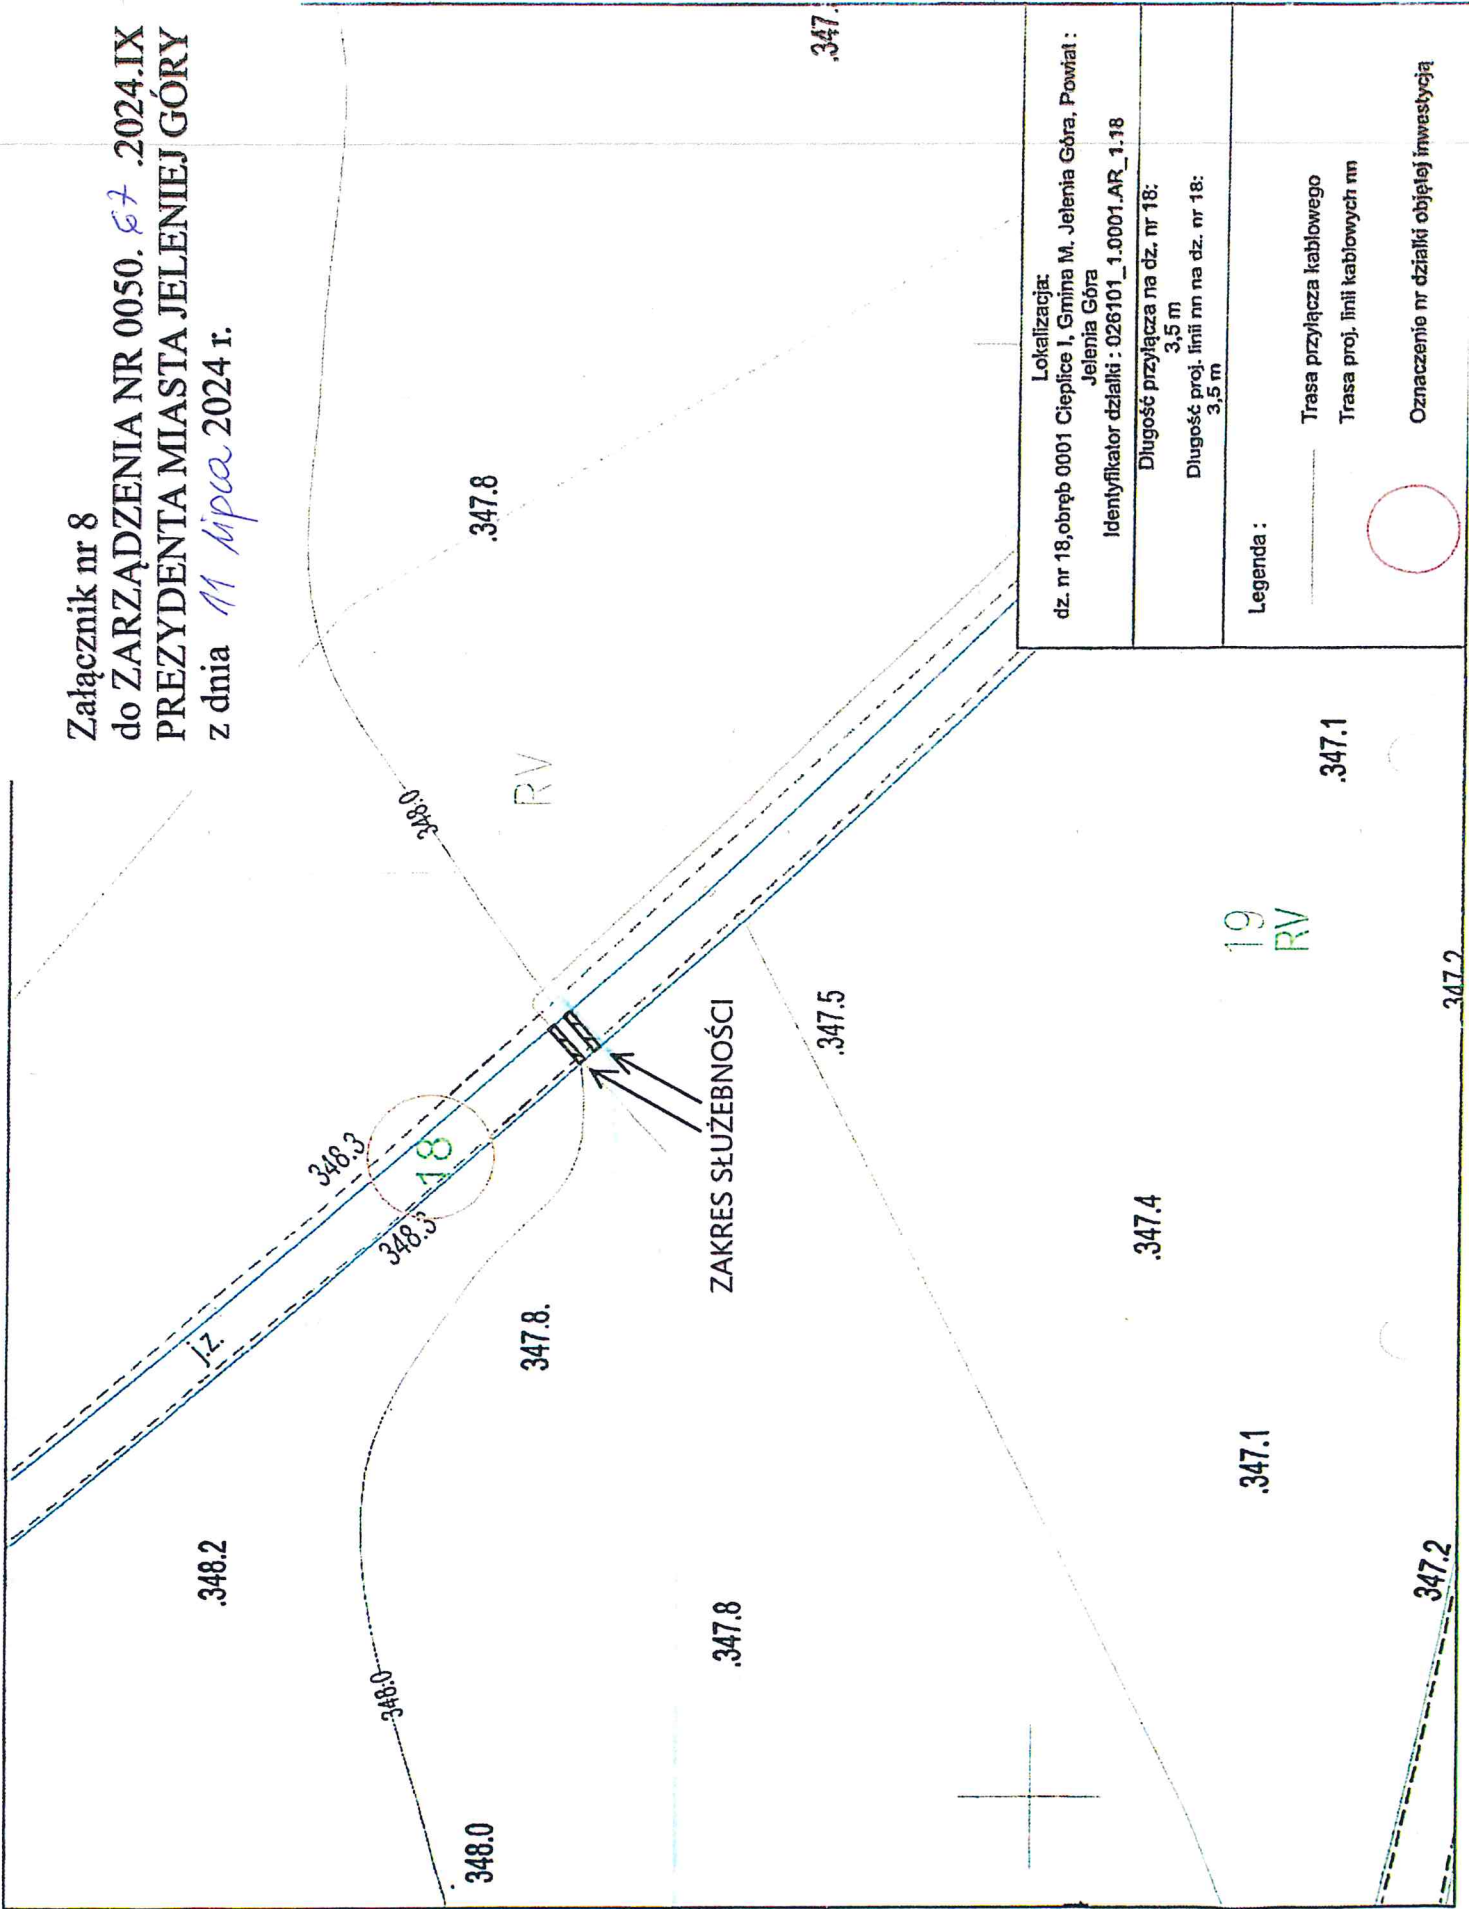 Załącznik nr 8
do ZARZĄDZENIA NR 0050. 67 .2024.IX
PREZYDENTA MIASTA JELENIEJ GÓRY
z dnia 11 lipca 2024 r.
.348.2
j.z.
348.3
348.3
18
348.0
348.0
348.0
RV
.347.8
347.8.
.347.8
ZAKRES SŁUŻEBNOŚCI
.347.5
.347.
.347.4
.347.1
19
RV
.347.1
347.2
347.2
Lokalizacja:
dz. nr 18,obręb 0001 Cieplice I, Gmina M. Jelenia Góra, Powiat :
Jelenia Góra
Identyfikator działki : 026101_1.0001.AR_1.18
Długość przyłącza na dz. nr 18:
3,5 m
Długość proj. linii nn na dz. nr 18:
3,5 m
Legenda :
Trasa przyłącza kablowego
Trasa proj. linii kablowych nn
Oznaczenie nr działki objętej inwestycją